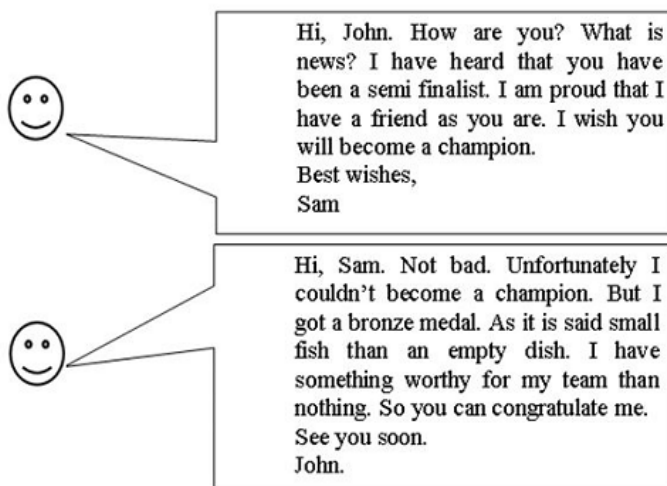 Hi, John. How are you? What is
news? I have heard that you have
been a semi finalist. I am proud that I
have a friend as you are. I wish you
will become a champion.
Best wishes,
Sam
Hi, Sam. Not bad. Unfortunately I
couldn't become a champion. But I
got a bronze medal. As it is said small
fish than an empty dish. I have
something worthy for my team than
nothing. So you can congratulate me.
See you soon.
John.